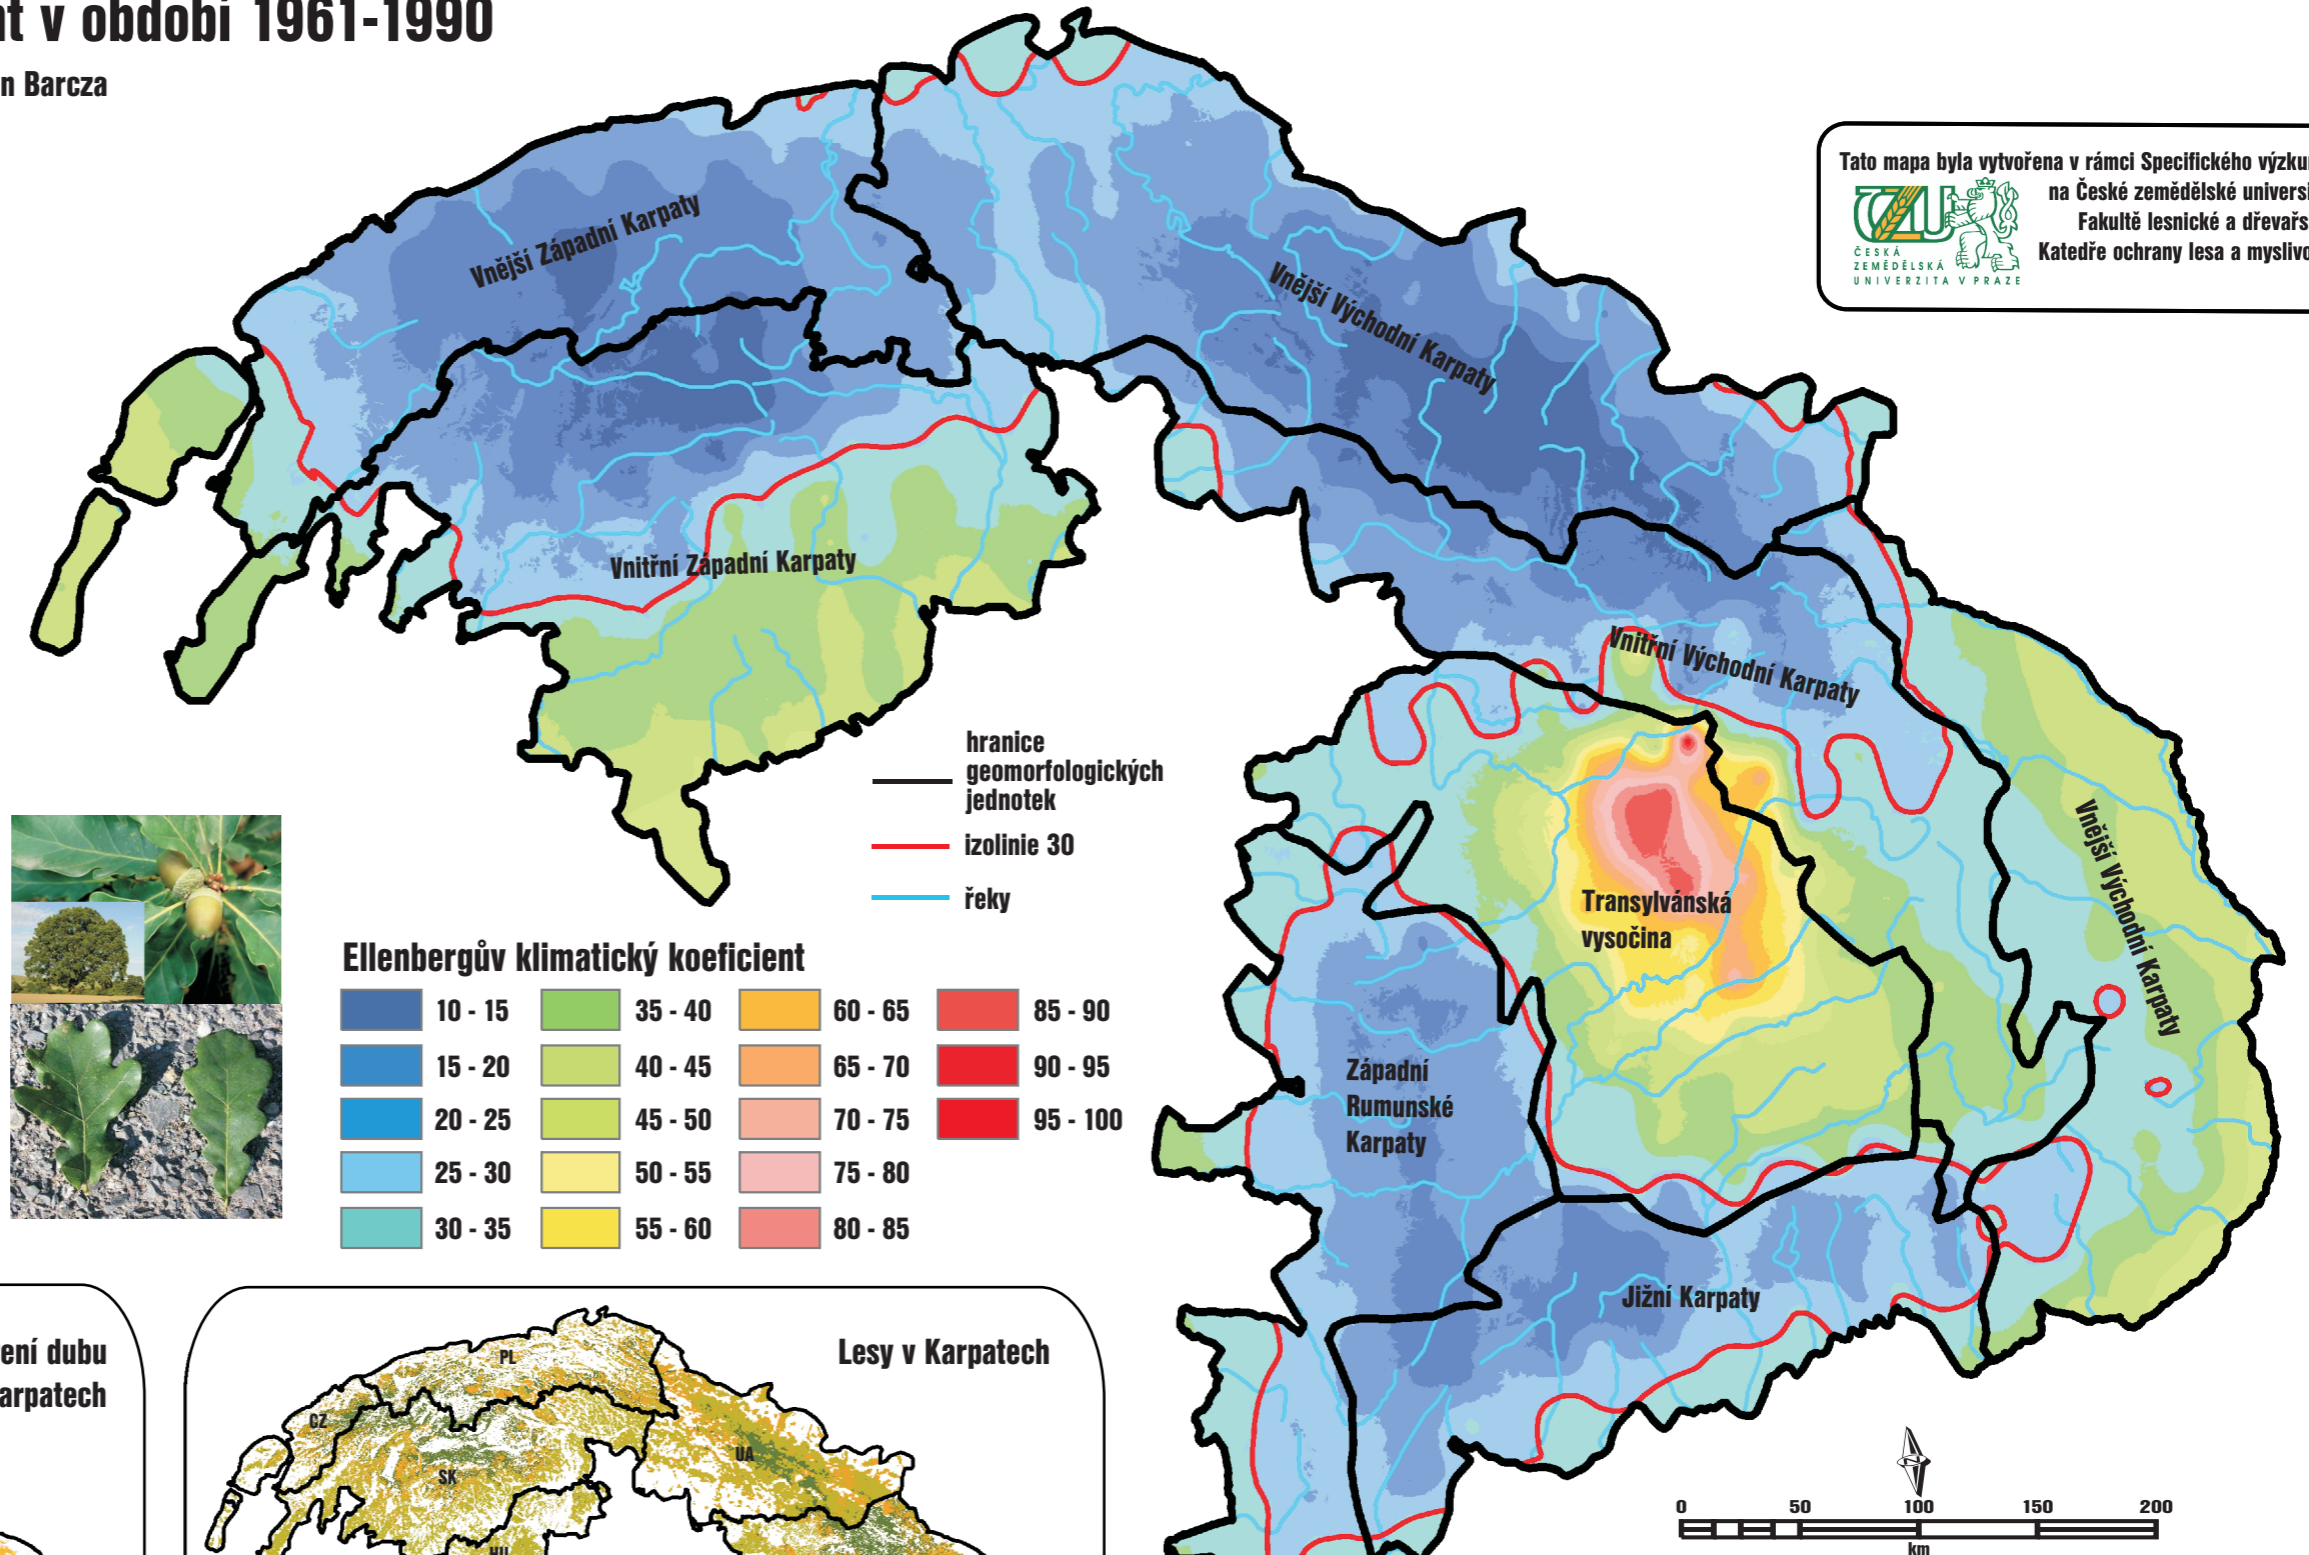 nt v období 1961-1990
n Barcza
Tato mapa byla vytvořena v rámci Specifického výzku
na České zemědělské universi
Fakultě lesnické a dřevařs
Katedře ochrany lesa a myslivo
ČZU
ČESKÁ
ZEMĚDĚLSKÁ
UNIVERZITA V PRAZE
Vnější Západní Karpaty
Vnější Východní Karpaty
Vnitřní Západní Karpaty
Vnitřní Východní Karpaty
Vnější Východní Karpaty
Transylvánská
vysočina
Západní
Rumunské
Karpaty
Jižní Karpaty
hranice
geomorfologických
jednotek
izolinie 30
řeky
Ellenbergův klimatický koeficient
10 - 15
15 - 20
20 - 25
25 - 30
30 - 35
35 - 40
40 - 45
45 - 50
50 - 55
55 - 60
60 - 65
65 - 70
70 - 75
75 - 80
80 - 85
85 - 90
90 - 95
95 - 100
ení dubu
arpatech
Lesy v Karpatech
PL
CZ
SK
UA
HU
0 50 100 150 200
km